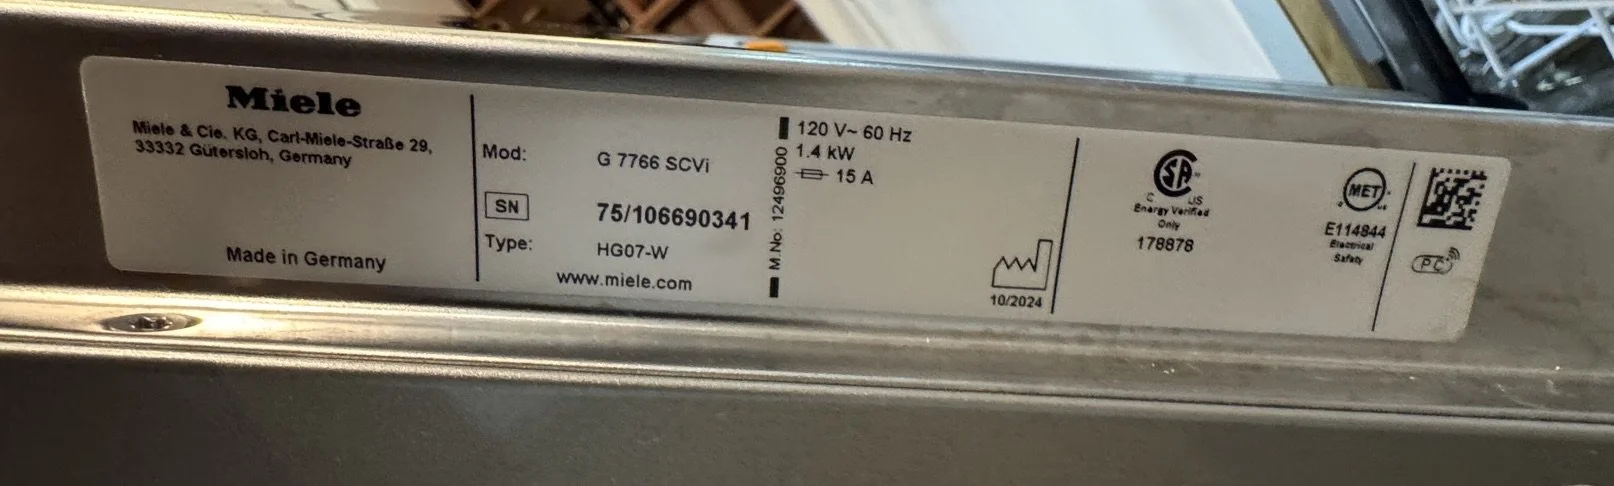 Miele
Miele & Cie. KG, Carl-Miele-Straße 29,
33332 Gütersloh, Germany
Made in Germany
Mod: G 7766 SCVi
SN 75/106690341
Type: HG07-W
www.miele.com
M.No: 12496900
120 V~ 60 Hz
1.4 kW
15 A
10/2024
SA
C US
Energy Verified
Only
178878
MET
E114844
Electrical
Safety
PC